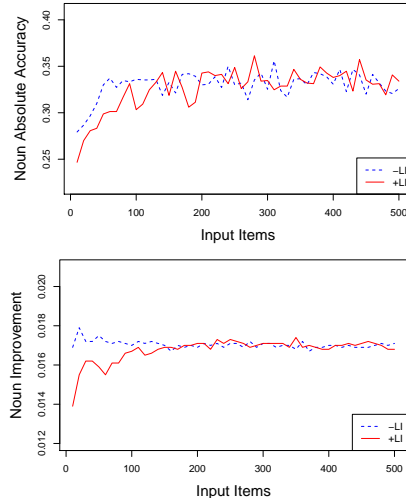 Noun Absolute Accuracy
0.40
0.35
0.30
0.25
−LI
+LI
0 100 200 300 400 500
Input Items
Noun Improvement
0.020
0.018
0.016
0.014
0.012
−LI
+LI
0 100 200 300 400 500
Input Items